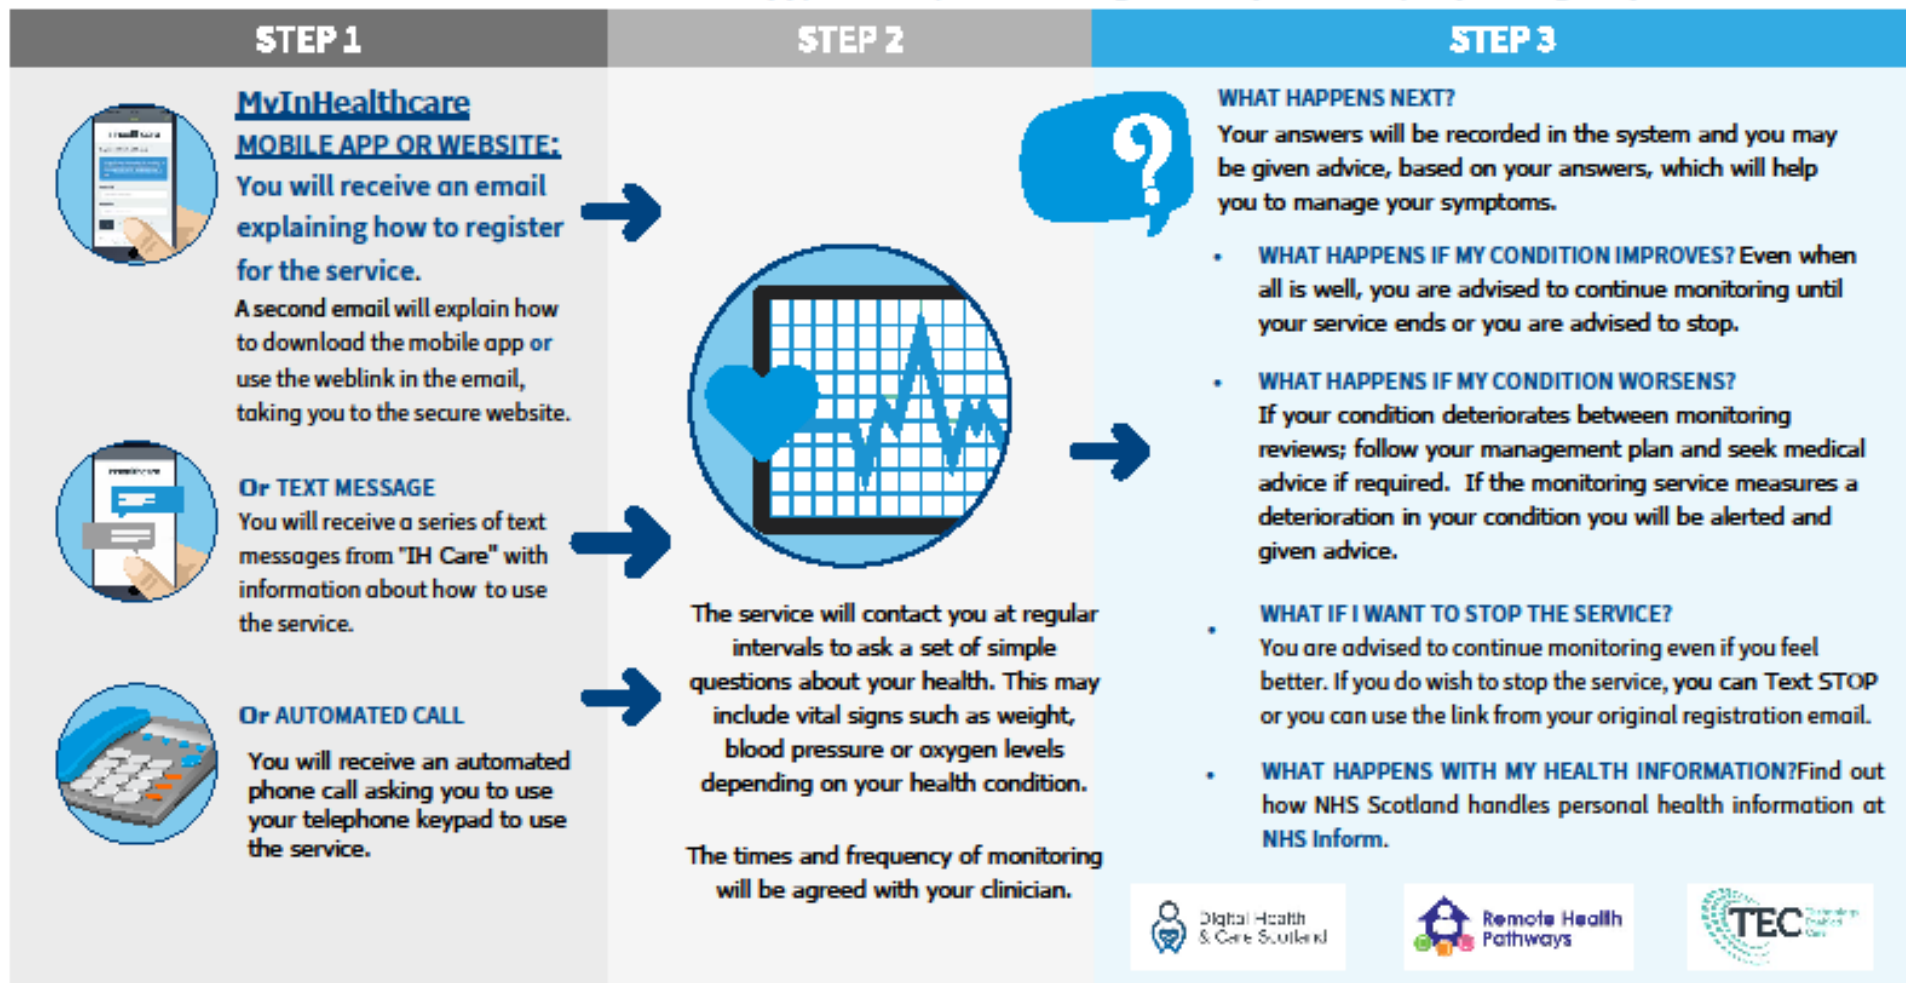 STEP 1
MyInHealthcare
MOBILE APP OR WEBSITE:
You will receive an email
explaining how to register
for the service.
A second email will explain how
to download the mobile app or
use the weblink in the email,
taking you to the secure website.
Or TEXT MESSAGE
You will receive a series of text
messages from "IH Care" with
information about how to use
the service.
Or AUTOMATED CALL
You will receive an automated
phone call asking you to use
your telephone keypad to use
the service.
STEP 2
The service will contact you at regular
intervals to ask a set of simple
questions about your health. This may
include vital signs such as weight,
blood pressure or oxygen levels
depending on your health condition.
The times and frequency of monitoring
will be agreed with your clinician.
STEP 3
WHAT HAPPENS NEXT?
Your answers will be recorded in the system and you may
be given advice, based on your answers, which will help
you to manage your symptoms.
• WHAT HAPPENS IF MY CONDITION IMPROVES? Even when
all is well, you are advised to continue monitoring until
your service ends or you are advised to stop.
• WHAT HAPPENS IF MY CONDITION WORSENS?
If your condition deteriorates between monitoring
reviews; follow your management plan and seek medical
advice if required. If the monitoring service measures a
deterioration in your condition you will be alerted and
given advice.
• WHAT IF I WANT TO STOP THE SERVICE?
You are advised to continue monitoring even if you feel
better. If you do wish to stop the service, you can Text STOP
or you can use the link from your original registration email.
• WHAT HAPPENS WITH MY HEALTH INFORMATION?Find out
how NHS Scotland handles personal health information at
NHS Inform.
Digital Health
& Care Scotland
Remote Health
Pathways
TEC
Technology
Enabled
Care